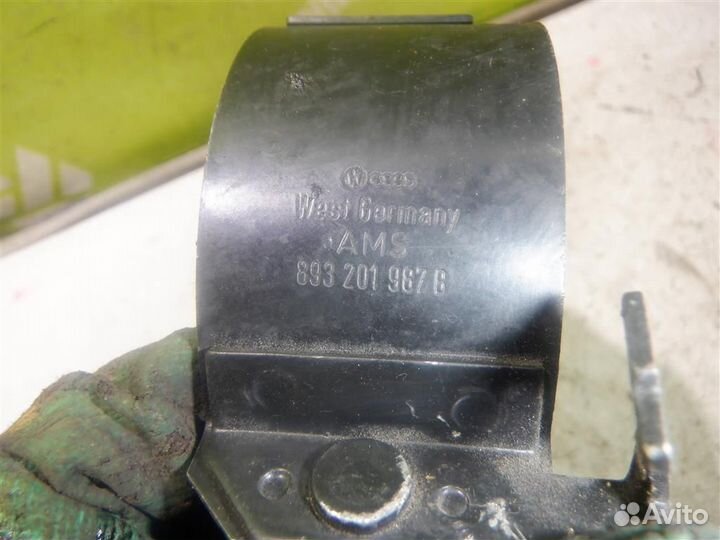 West Germany
AMS
893 201 967 B
Avito